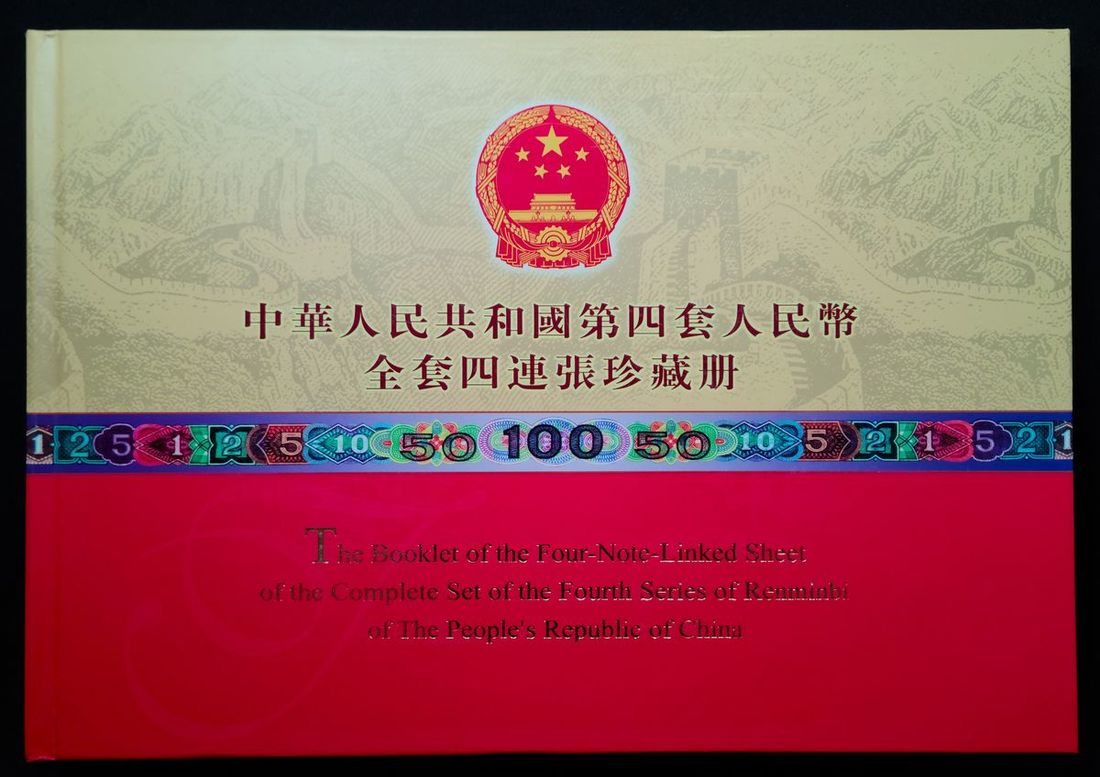 中華人民共和國第四套人民幣
全套四連張珍藏册
1 2 5 1 2 5 10 50 100 50 10 5 2 1 5 2 1
The Booklet of the Four-Note-Linked Sheet
of the Complete Set of the Fourth Series of Renminbi
of The People's Republic of China